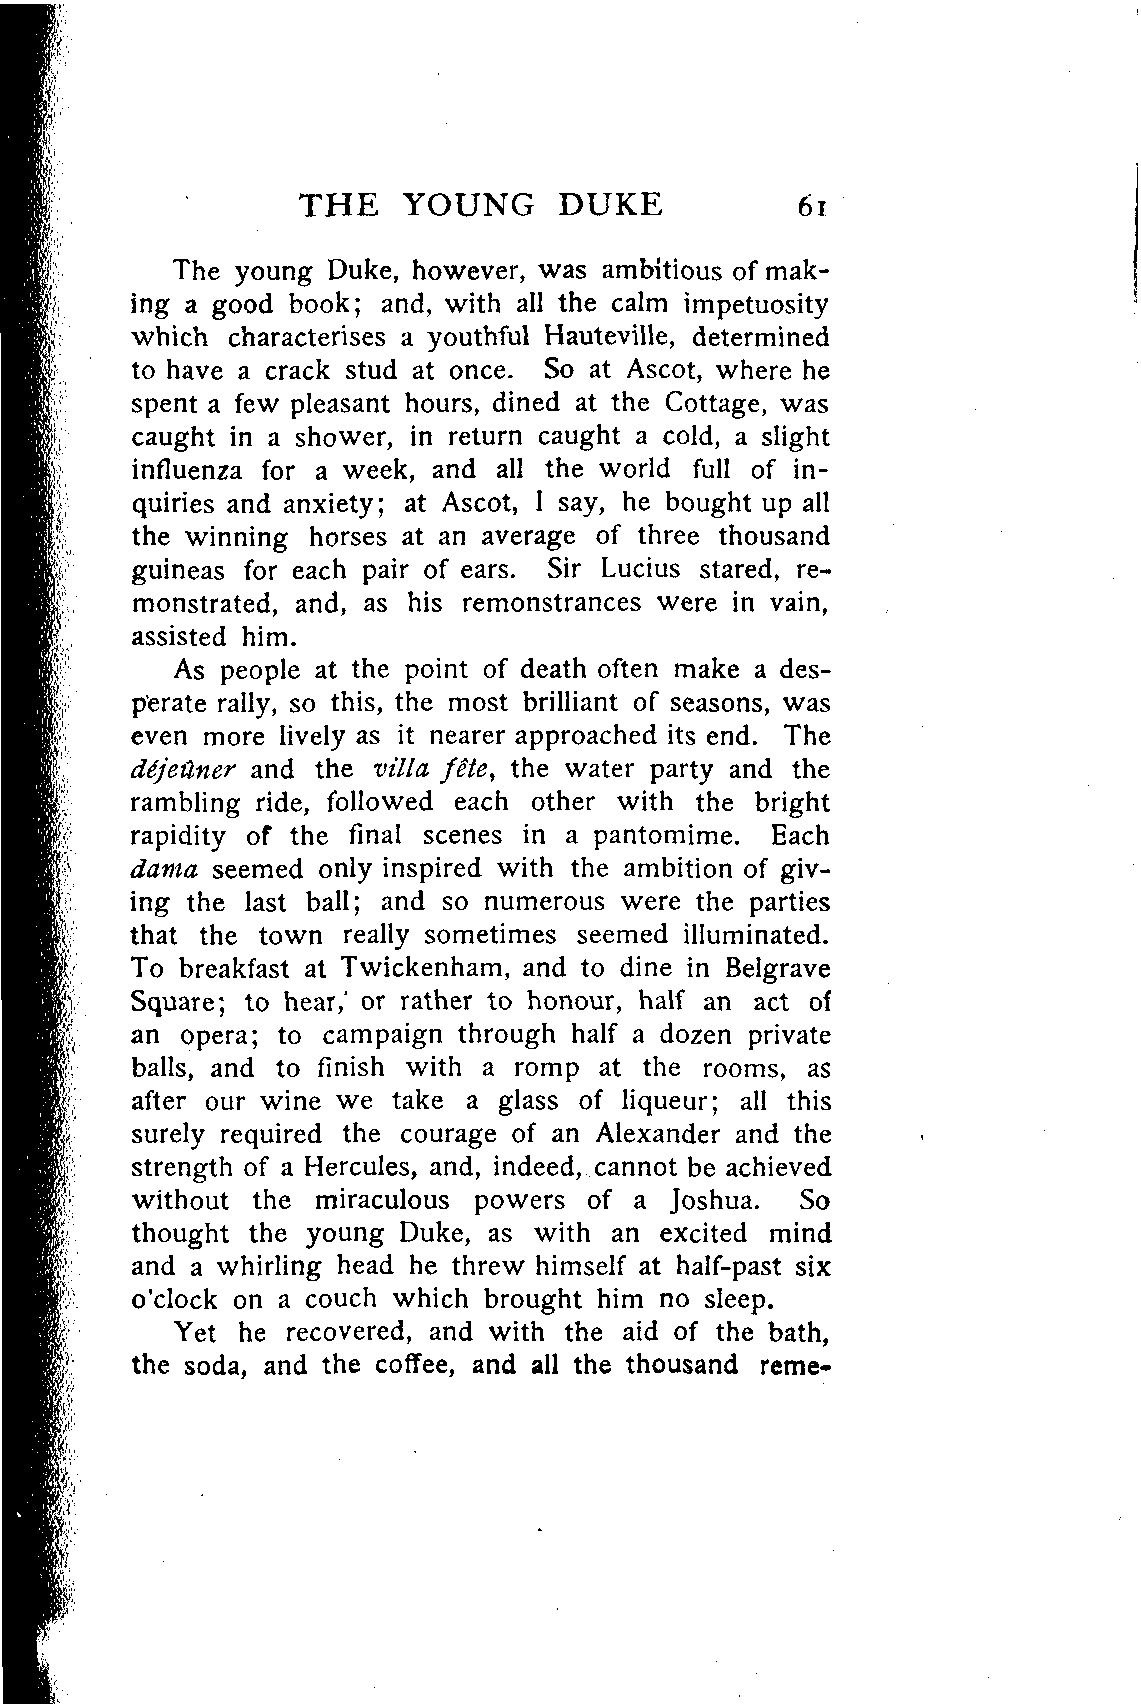 THE YOUNG DUKE 61
The young Duke, however, was ambitious of mak-
ing a good book; and, with all the calm impetuosity
which characterises a youthful Hauteville, determined
to have a crack stud at once. So at Ascot, where he
spent a few pleasant hours, dined at the Cottage, was
caught in a shower, in return caught a cold, a slight
influenza for a week, and all the world full of in-
quiries and anxiety; at Ascot, I say, he bought up all
the winning horses at an average of three thousand
guineas for each pair of ears. Sir Lucius stared, re-
monstrated, and, as his remonstrances were in vain,
assisted him.
As people at the point of death often make a des-
perate rally, so this, the most brilliant of seasons, was
even more lively as it nearer approached its end. The
déjeûner and the villa fête, the water party and the
rambling ride, followed each other with the bright
rapidity of the final scenes in a pantomime. Each
dama seemed only inspired with the ambition of giv-
ing the last ball; and so numerous were the parties
that the town really sometimes seemed illuminated.
To breakfast at Twickenham, and to dine in Belgrave
Square; to hear, or rather to honour, half an act of
an opera; to campaign through half a dozen private
balls, and to finish with a romp at the rooms, as
after our wine we take a glass of liqueur; all this
surely required the courage of an Alexander and the
strength of a Hercules, and, indeed, cannot be achieved
without the miraculous powers of a Joshua. So
thought the young Duke, as with an excited mind
and a whirling head he threw himself at half-past six
o'clock on a couch which brought him no sleep.
Yet he recovered, and with the aid of the bath,
the soda, and the coffee, and all the thousand reme-